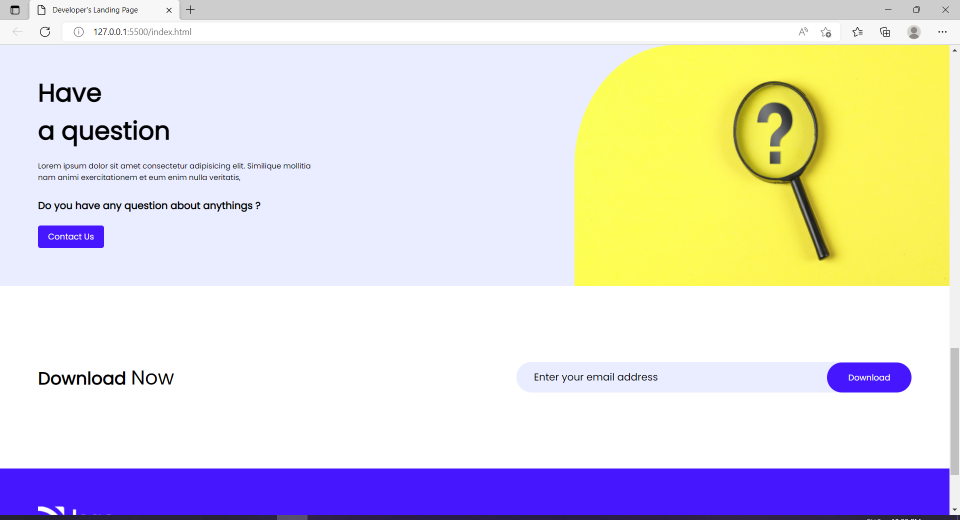 Developer's Landing Page
127.0.0.1:5500/index.html
Have
a question
Lorem ipsum dolor sit amet consectetur adipisicing elit. Similique mollitia
nam animi exercitationem et eum enim nulla veritatis,
Do you have any question about anythings ?
Contact Us
?
Download Now
Enter your email address
Download